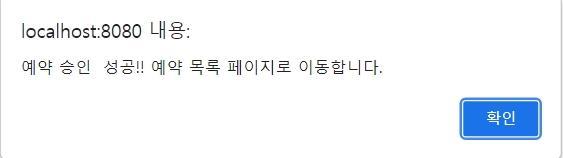 localhost:8080 내용:
예약 승인  성공!! 예약 목록 페이지로 이동합니다.
확인